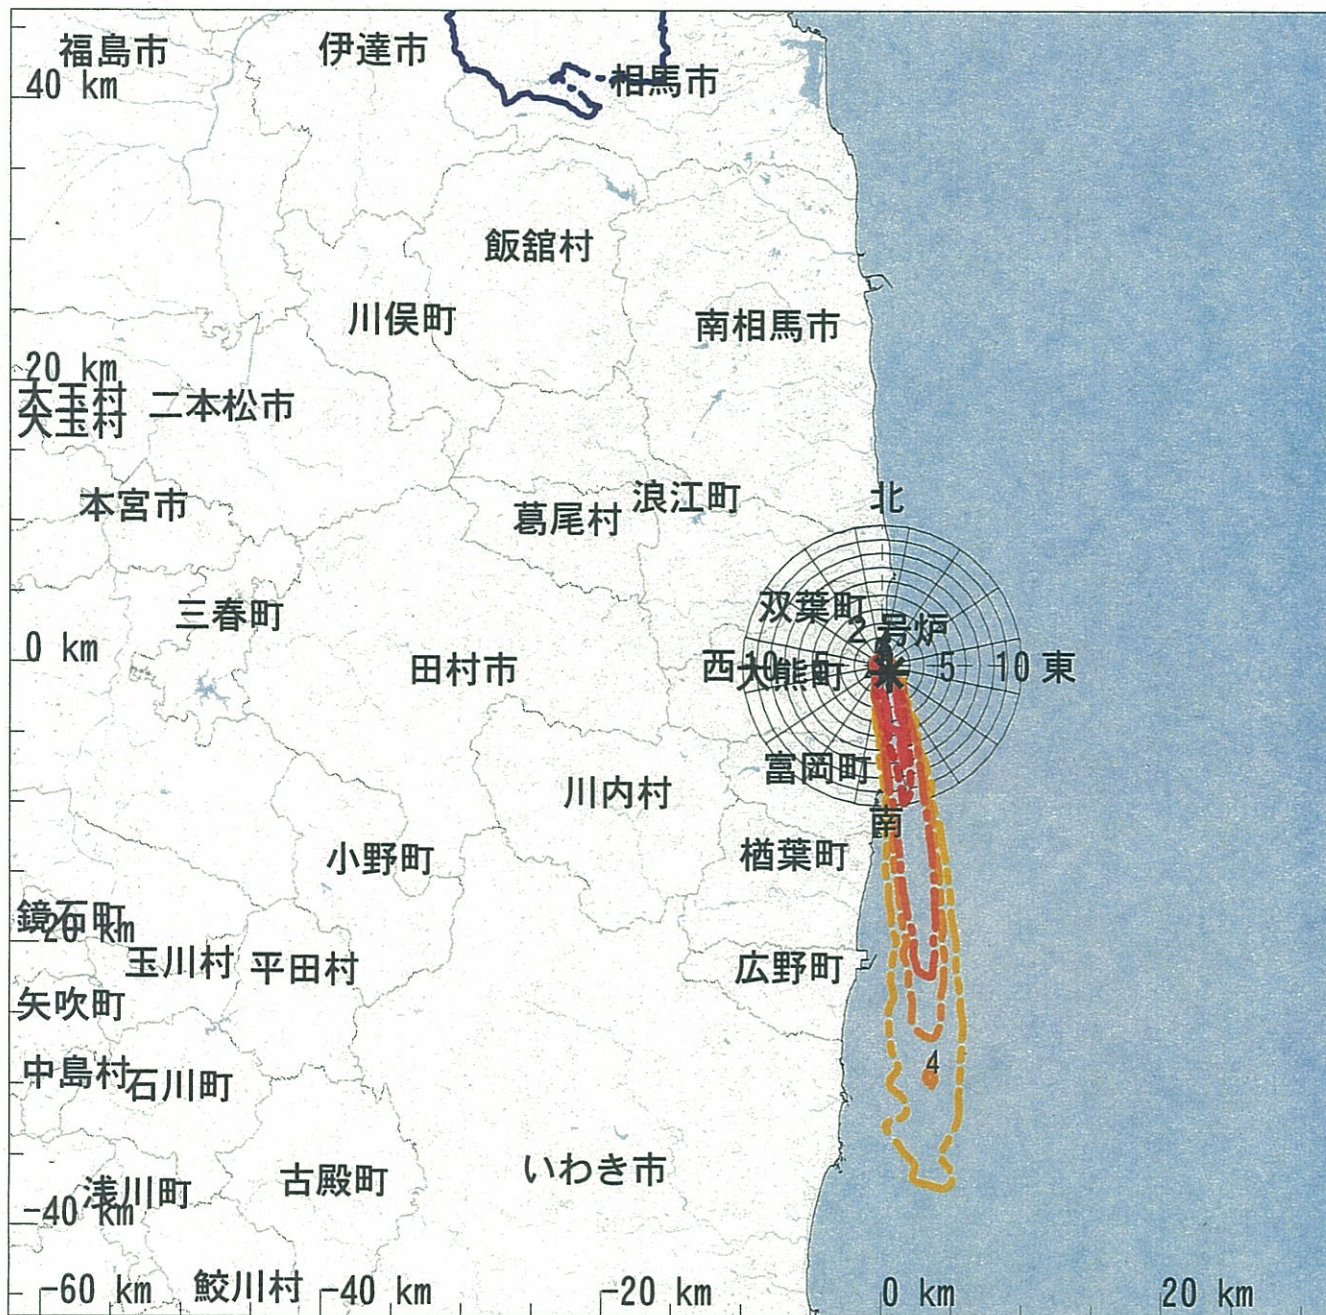 福島市
伊達市
40 km
相馬市
飯舘村
川俣町
南相馬市
20 km
大玉村
大玉村
二本松市
本宮市
葛尾村
浪江町
北
双葉町
2号炉
三春町
0 km
田村市
西 10 5
大熊町
5 10 東
富岡町
川内村
南
小野町
楢葉町
鏡石町
-20 km
玉川村
平田村
広野町
矢吹町
4
中島村
石川町
いわき市
古殿町
浅川町
-40 km
-60 km
鮫川村
-40 km
-20 km
0 km
20 km